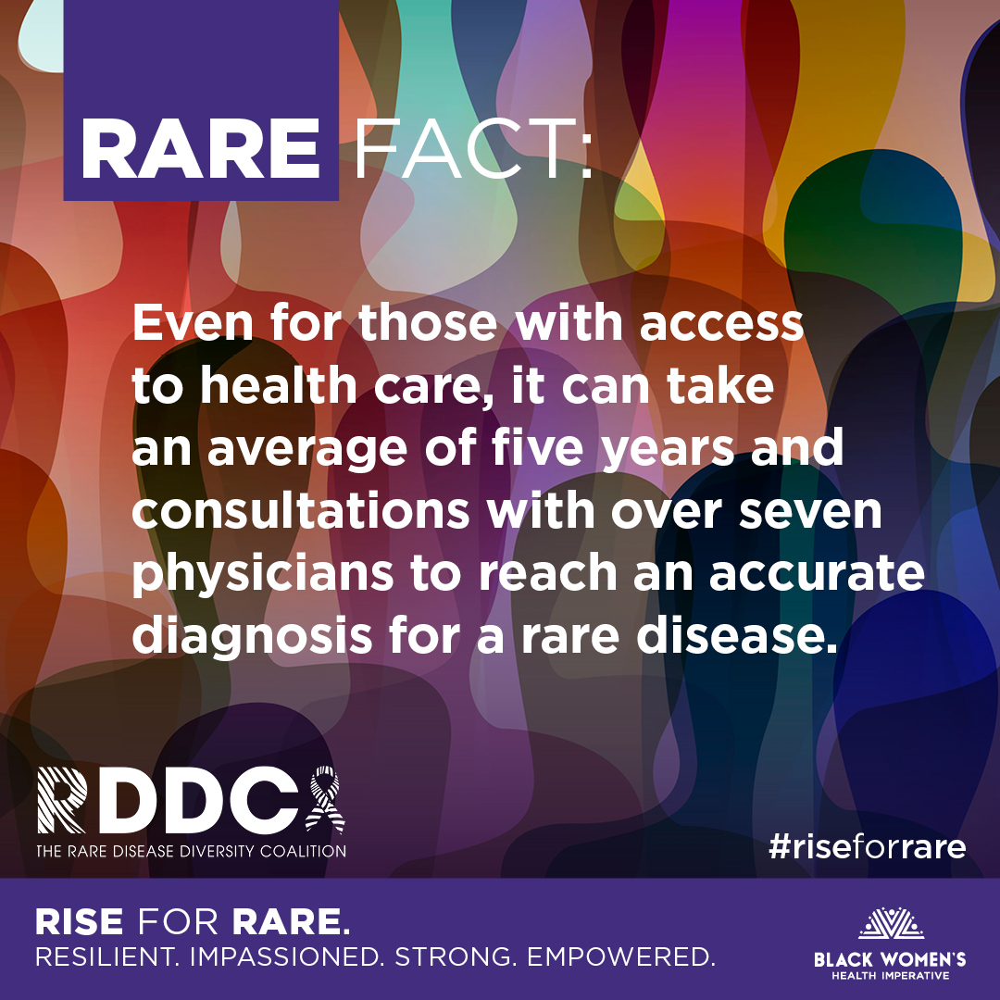 RARE FACT:
Even for those with access
to health care, it can take
an average of five years and
consultations with over seven
physicians to reach an accurate
diagnosis for a rare disease.
RDDC
THE RARE DISEASE DIVERSITY COALITION
#riseforrare
RISE FOR RARE.
RESILIENT. IMPASSIONED. STRONG. EMPOWERED.
BLACK WOMEN'S
HEALTH IMPERATIVE